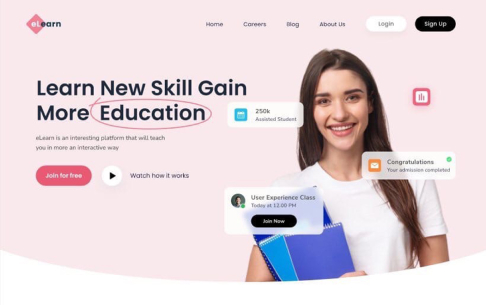 eLearn
Home
Careers
Blog
About Us
Login
Sign Up
Learn New Skill Gain
More Education
eLearn is an interesting platform that will teach
you in more an interactive way
Join for free
Watch how it works
250k
Assisted Student
Congratulations
Your admission completed
User Experience Class
Today at 12.00 PM
Join Now